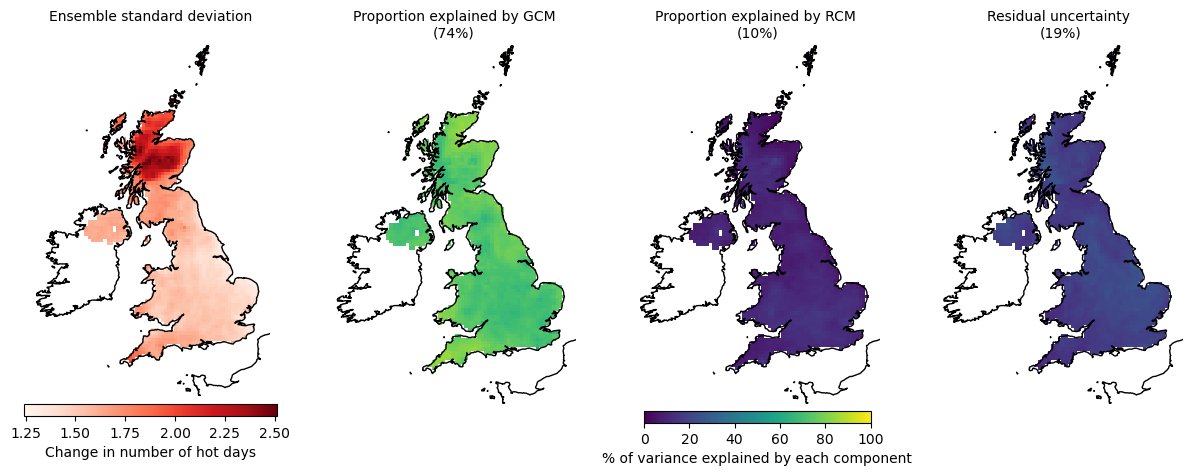 Ensemble standard deviation
Proportion explained by GCM
(74%)
Proportion explained by RCM
(10%)
Residual uncertainty
(19%)
1.25 1.50 1.75 2.00 2.25 2.50
Change in number of hot days
0 20 40 60 80 100
% of variance explained by each component